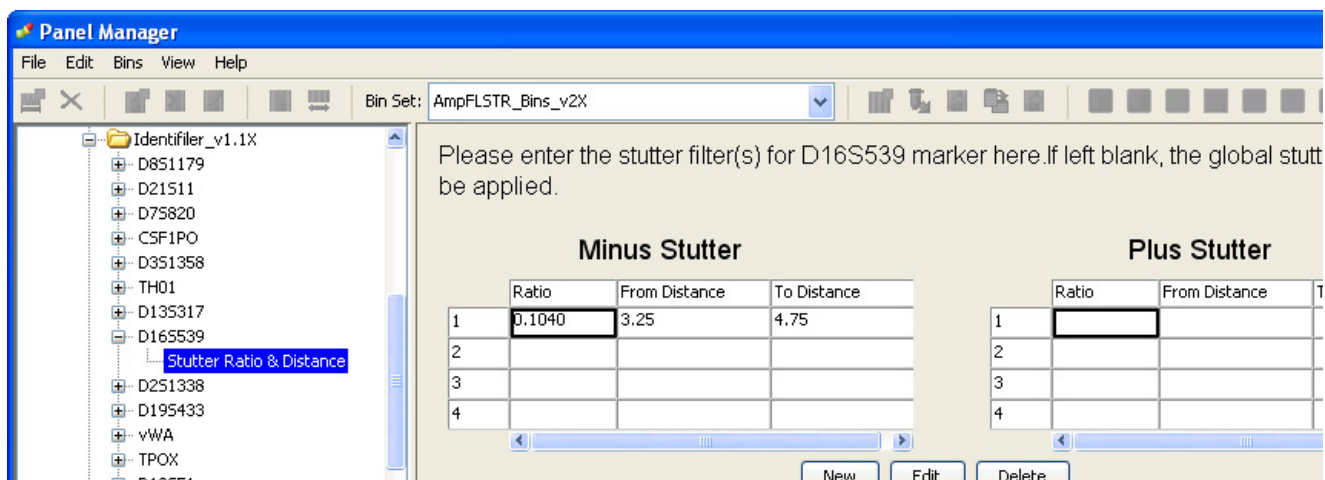 Panel Manager
File Edit Bins View Help
Bin Set: AmpFLSTR_Bins_v2X
Identifiler_v1.1X
D8S1179
D21S11
D7S820
CSF1PO
D3S1358
TH01
D13S317
D16S539
Stutter Ratio & Distance
D2S1338
D19S433
vWA
TPOX
Please enter the stutter filter(s) for D16S539 marker here.If left blank, the global stutt
be applied.
Minus Stutter
Ratio From Distance To Distance
1 0.1040 3.25 4.75
2
3
4
Plus Stutter
Ratio From Distance T
1
2
3
4
New Edit Delete